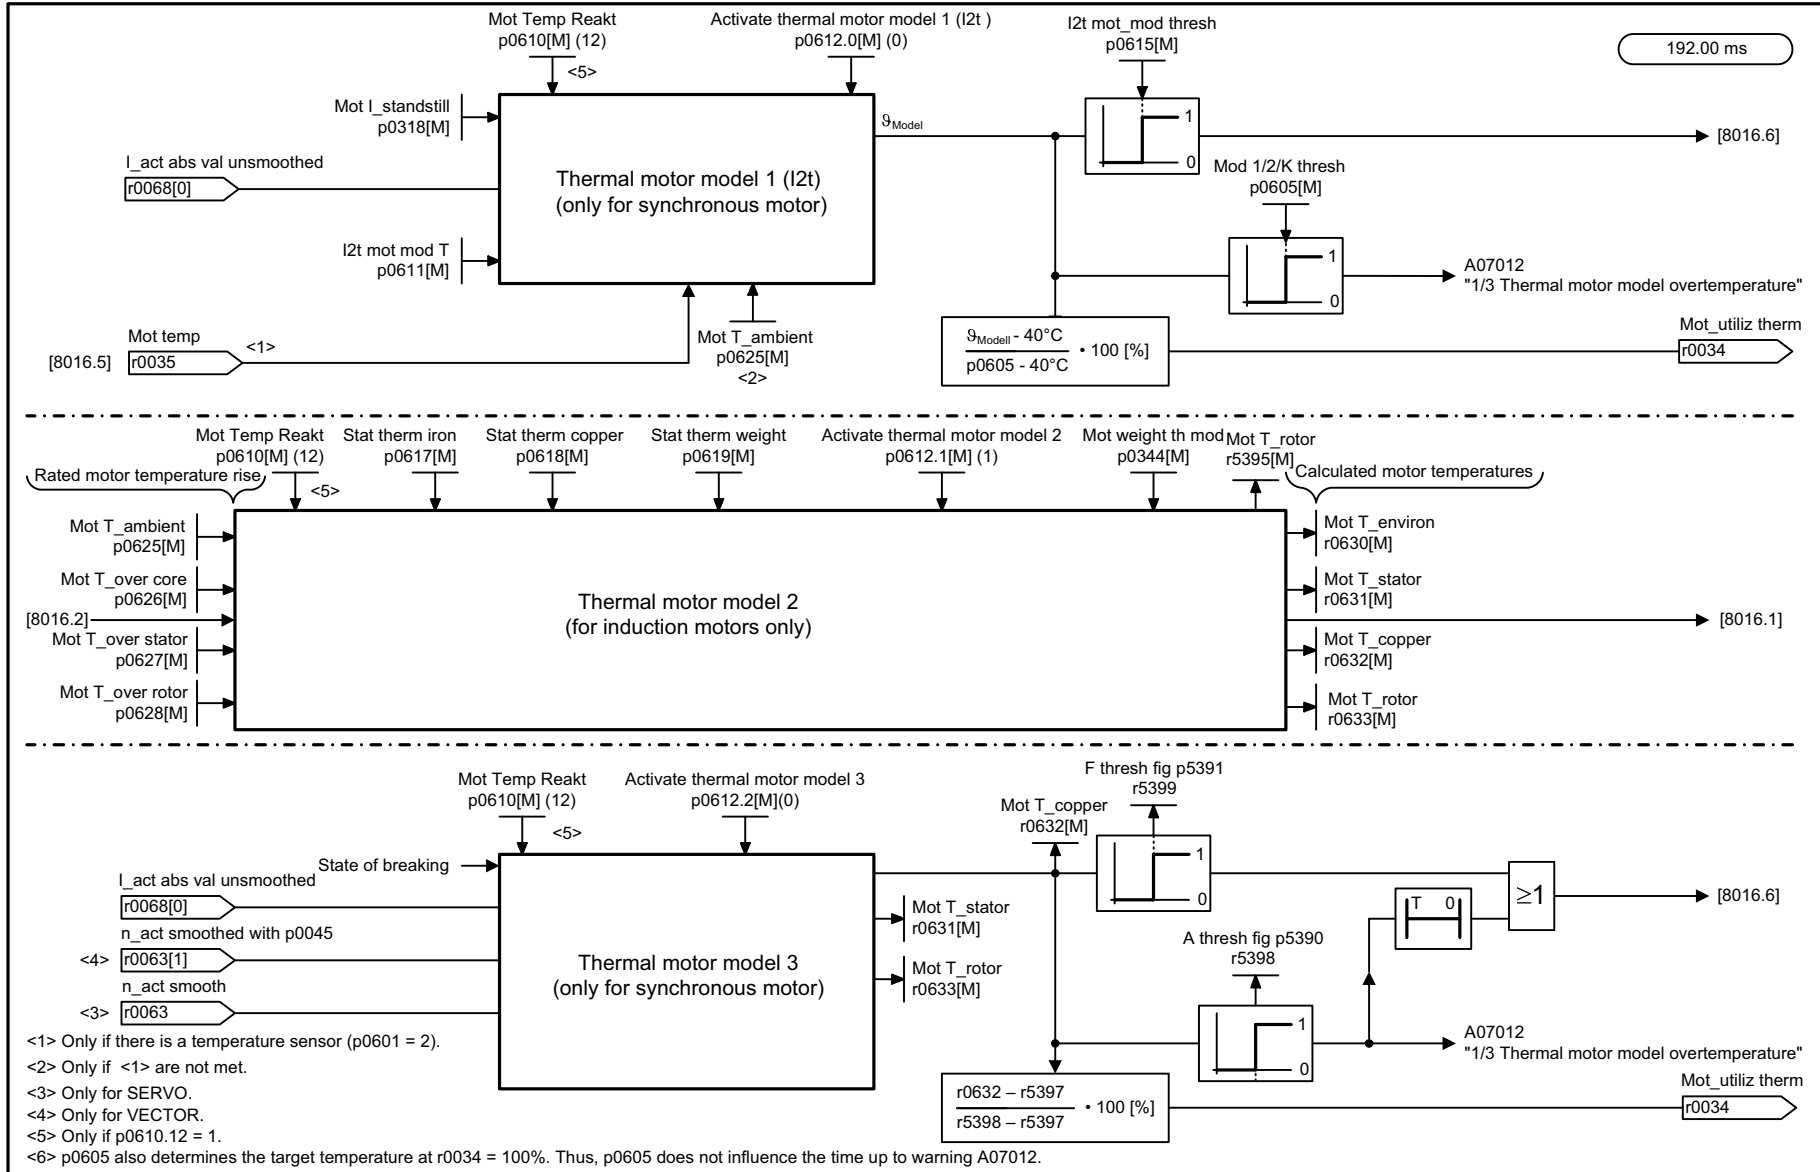 Mot Temp Reakt
p0610[M] (12)
<5>
Activate thermal motor model 1 (I2t )
p0612.0[M] (0)
I2t mot_mod thresh
p0615[M]
192.00 ms
Mot I_standstill
p0318[M]
ϑModel
1
0
[8016.6]
I_act abs val unsmoothed
r0068[0]
Thermal motor model 1 (I2t)
(only for synchronous motor)
Mod 1/2/K thresh
p0605[M]
I2t mot mod T
p0611[M]
1
0
A07012
"1/3 Thermal motor model overtemperature"
Mot temp
[8016.5]
r0035
<1>
Mot T_ambient
p0625[M]
<2>
ϑModell - 40°C
p0605 - 40°C
• 100 [%]
Mot_utiliz therm
r0034
Mot Temp Reakt
p0610[M] (12)
<5>
Stat therm iron
p0617[M]
Stat therm copper
p0618[M]
Stat therm weight
p0619[M]
Activate thermal motor model 2
p0612.1[M] (1)
Mot weight th mod
p0344[M]
Mot T_rotor
r5395[M]
Rated motor temperature rise
Calculated motor temperatures
Mot T_ambient
p0625[M]
Mot T_over core
p0626[M]
[8016.2]
Mot T_over stator
p0627[M]
Mot T_over rotor
p0628[M]
Thermal motor model 2
(for induction motors only)
Mot T_environ
r0630[M]
Mot T_stator
r0631[M]
[8016.1]
Mot T_copper
r0632[M]
Mot T_rotor
r0633[M]
Mot Temp Reakt
p0610[M] (12)
<5>
Activate thermal motor model 3
p0612.2[M](0)
Mot T_copper
r0632[M]
F thresh fig p5391
r5399
1
0
State of breaking
I_act abs val unsmoothed
r0068[0]
n_act smoothed with p0045
<4>
r0063[1]
n_act smooth
<3>
r0063
Thermal motor model 3
(only for synchronous motor)
Mot T_stator
r0631[M]
Mot T_rotor
r0633[M]
T 0
≥1
[8016.6]
A thresh fig p5390
r5398
1
0
A07012
"1/3 Thermal motor model overtemperature"
r0632 – r5397
r5398 – r5397
• 100 [%]
Mot_utiliz therm
r0034
<1> Only if there is a temperature sensor (p0601 = 2).
<2> Only if <1> are not met.
<3> Only for SERVO.
<4> Only for VECTOR.
<5> Only if p0610.12 = 1.
<6> p0605 also determines the target temperature at r0034 = 100%. Thus, p0605 does not influence the time up to warning A07012.